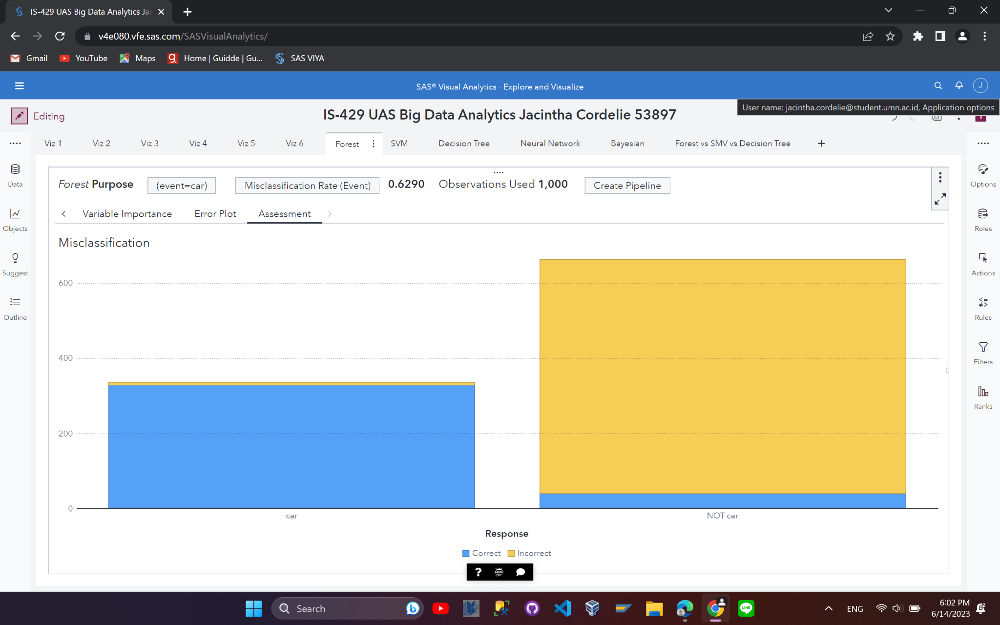 IS-429 UAS Big Data Analytics Jac
v4e080.vfe.sas.com/SASVisualAnalytics/
Gmail YouTube Maps Home | Guidde | Gu... SAS VIYA
SAS® Visual Analytics - Explore and Visualize J
Editing IS-429 UAS Big Data Analytics Jacintha Cordelie 53897
User name: jacintha.cordelie@student.umn.ac.id, Application options
Viz 1 Viz 2 Viz 3 Viz 4 Viz 5 Viz 6 Forest SVM Decision Tree Neural Network Bayesian Forest vs SMV vs Decision Tree
Data
Objects
Suggest
Outline
Forest Purpose (event=car) Misclassification Rate (Event) 0.6290 Observations Used 1,000 Create Pipeline
Variable Importance Error Plot Assessment
Misclassification
600
400
200
0
car NOT car
Response
Correct Incorrect
Options
Roles
Actions
Rules
Filters
Ranks
? jupyter
Search LINE ENG 6:02 PM
6/14/2023